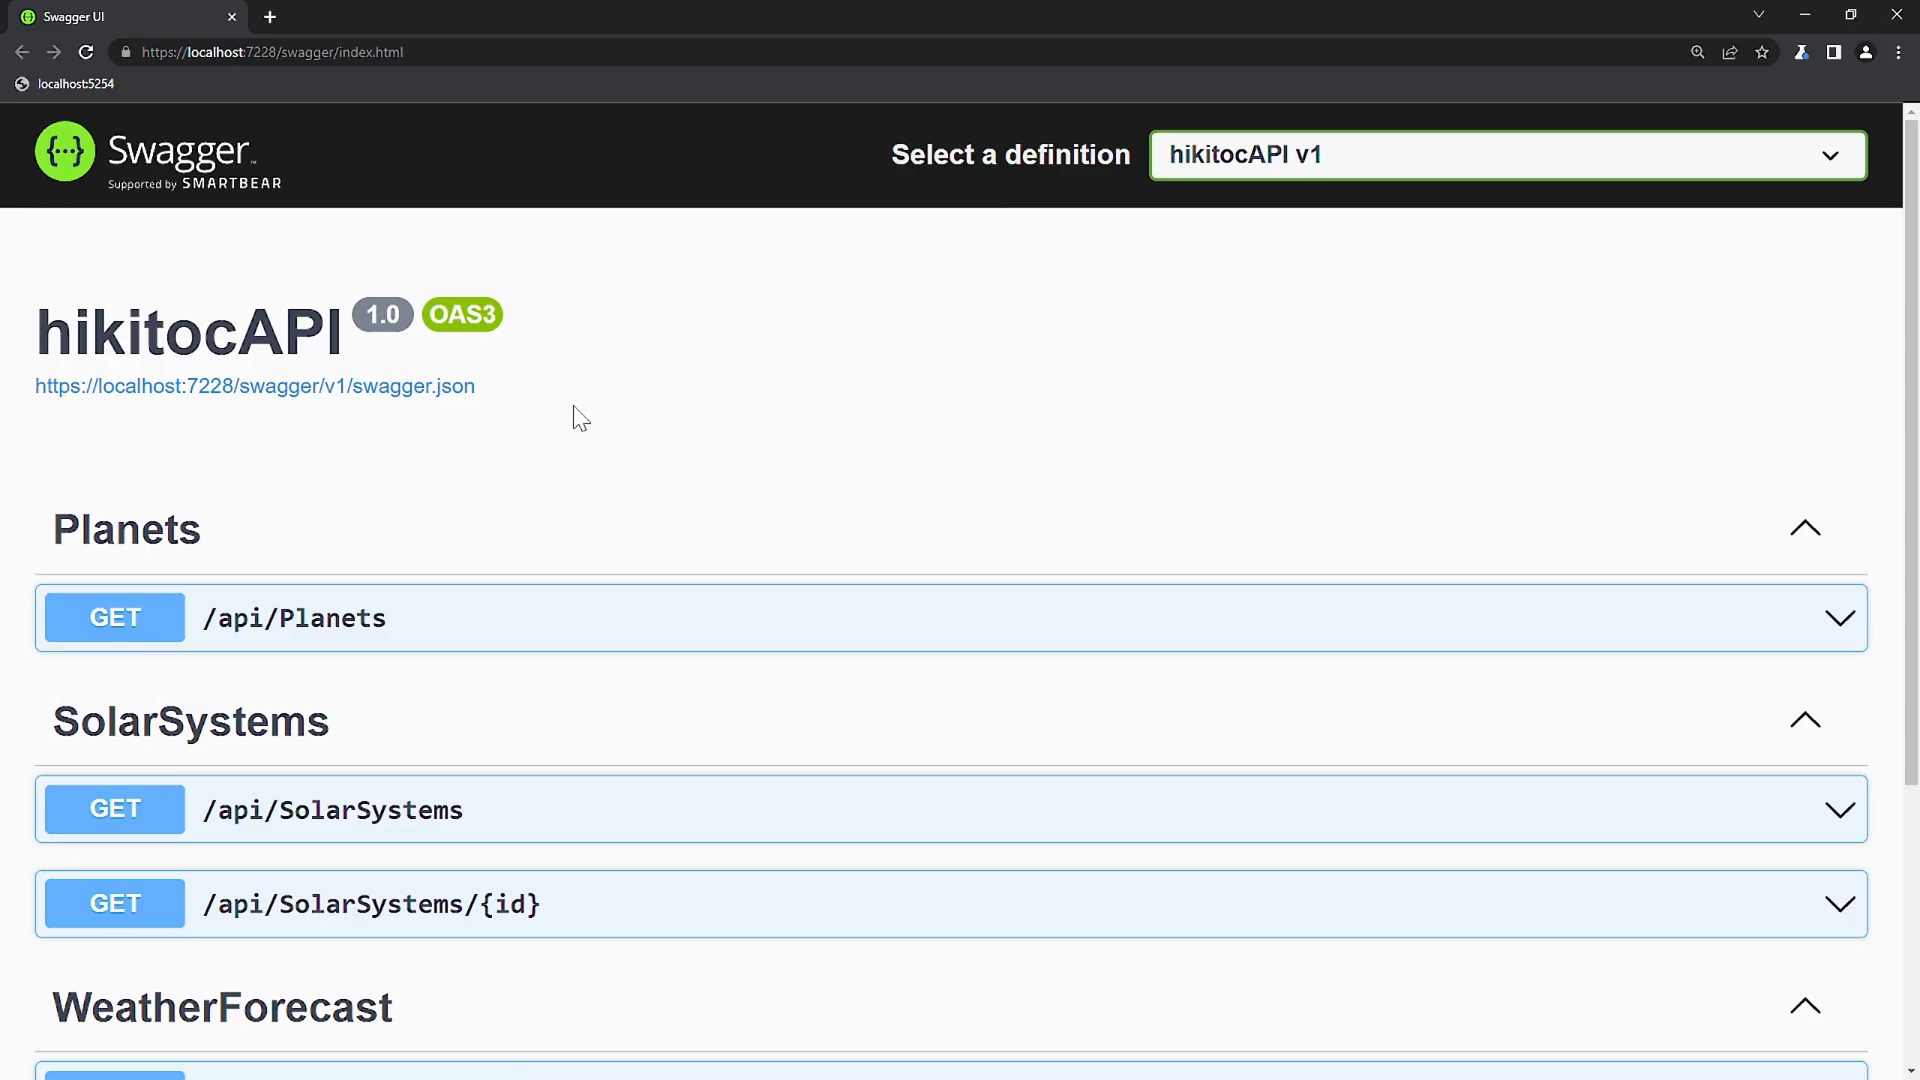 Swagger UI
https://localhost:7228/swagger/index.html
localhost:5254
Swagger
Supported by SMARTBEAR
Select a definition
hikitocAPI v1
hikitocAPI 1.0 OAS3
https://localhost:7228/swagger/v1/swagger.json
Planets
GET /api/Planets
SolarSystems
GET /api/SolarSystems
GET /api/SolarSystems/{id}
WeatherForecast